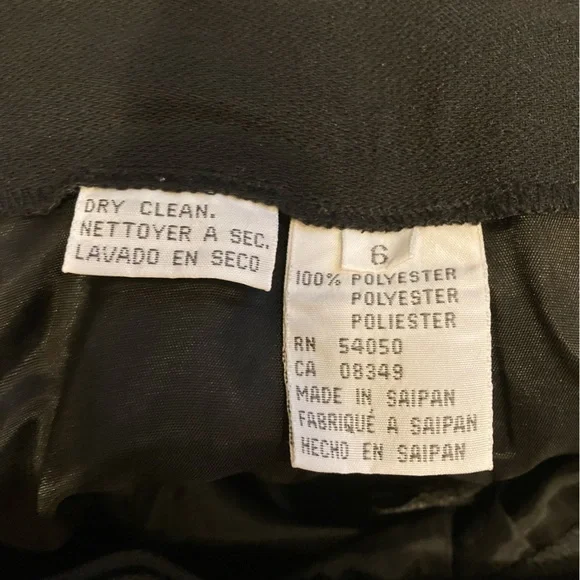 DRY CLEAN.
NETTOYER A SEC.
LAVADO EN SECO
6
100% POLYESTER
POLYESTER
POLIESTER
RN 54050
CA 08349
MADE IN SAIPAN
FABRIQUÉ A SAIPAN
HECHO EN SAIPAN